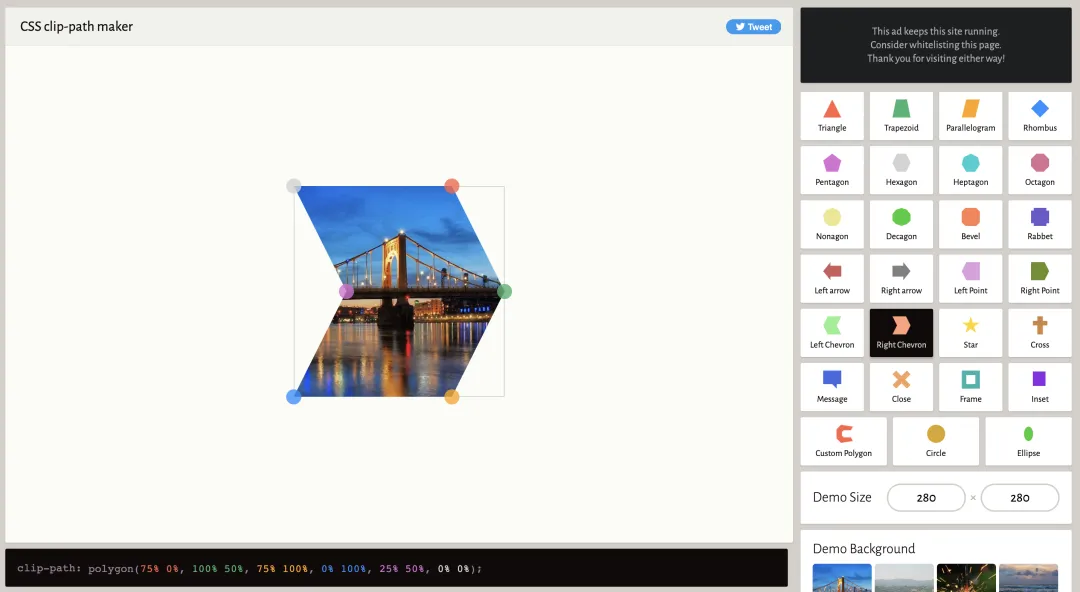 CSS clip-path maker
Tweet
This ad keeps this site running.
Consider whitelisting this page.
Thank you for visiting either way!
Triangle
Trapezoid
Parallelogram
Rhombus
Pentagon
Hexagon
Heptagon
Octagon
Nonagon
Decagon
Bevel
Rabbet
Left arrow
Right arrow
Left Point
Right Point
Left Chevron
Right Chevron
Star
Cross
Message
Close
Frame
Inset
Custom Polygon
Circle
Ellipse
Demo Size 280 × 280
Demo Background
clip-path: polygon(75% 0%, 100% 50%, 75% 100%, 0% 100%, 25% 50%, 0% 0%);